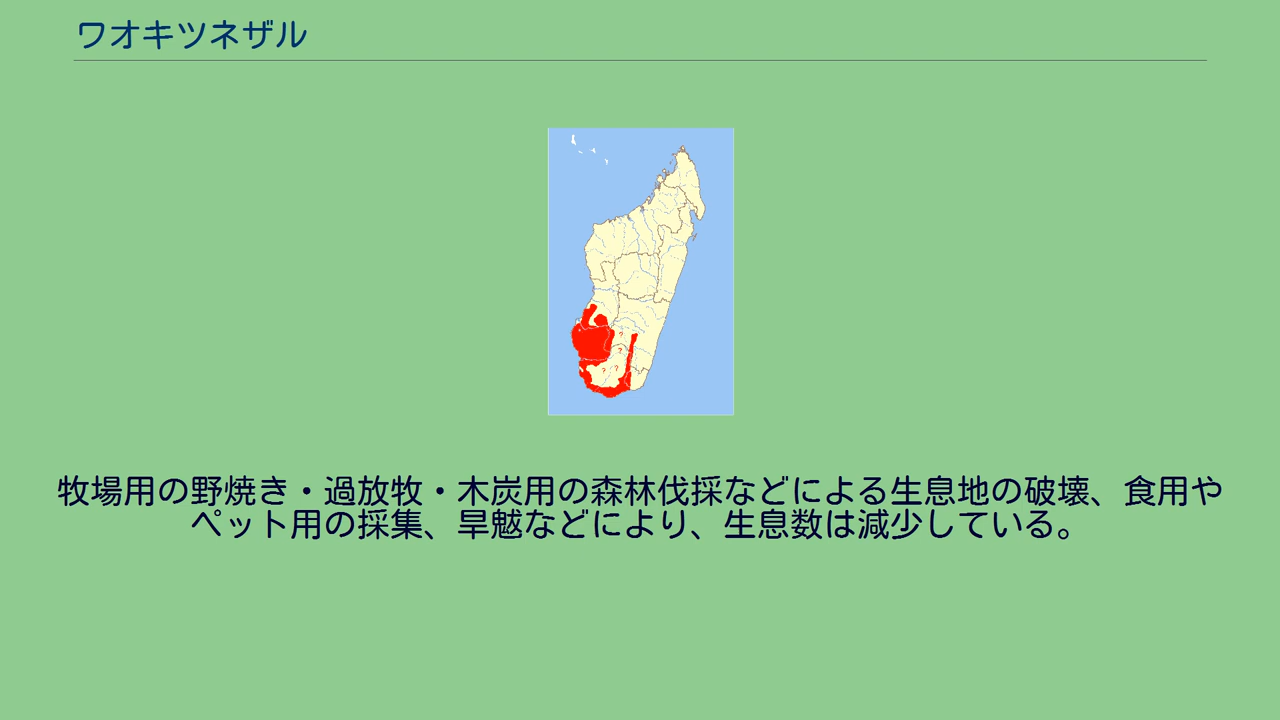 ワオキツネザル
牧場用の野焼き・過放牧・木炭用の森林伐採などによる生息地の破壊、食用や
ペット用の採集、旱魃などにより、生息数は減少している。